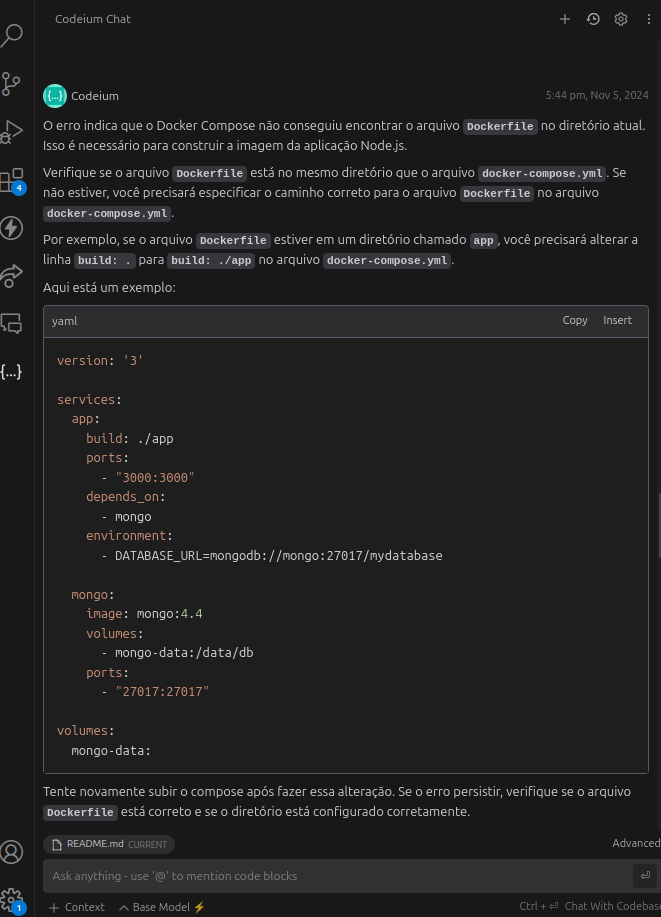 Codeium Chat
{...} Codeium 5:44 pm, Nov 5, 2024
O erro indica que o Docker Compose não conseguiu encontrar o arquivo Dockerfile no diretório atual.
Isso é necessário para construir a imagem da aplicação Node.js.
Verifique se o arquivo Dockerfile está no mesmo diretório que o arquivo docker-compose.yml. Se
não estiver, você precisará especificar o caminho correto para o arquivo Dockerfile no arquivo
docker-compose.yml.
Por exemplo, se o arquivo Dockerfile estiver em um diretório chamado app, você precisará alterar a
linha build: . para build: ./app no arquivo docker-compose.yml.
Aqui está um exemplo:
yaml Copy Insert
version: '3'
services:
  app:
    build: ./app
    ports:
      - "3000:3000"
    depends_on:
      - mongo
    environment:
      - DATABASE_URL=mongodb://mongo:27017/mydatabase
  mongo:
    image: mongo:4.4
    volumes:
      - mongo-data:/data/db
    ports:
      - "27017:27017"
volumes:
  mongo-data:
Tente novamente subir o compose após fazer essa alteração. Se o erro persistir, verifique se o arquivo
Dockerfile está correto e se o diretório está configurado corretamente.
README.md CURRENT Advanced
Ask anything - use '@' to mention code blocks
+ Context Base Model Ctrl + ⏎ Chat With Codebase
4
{...}
1